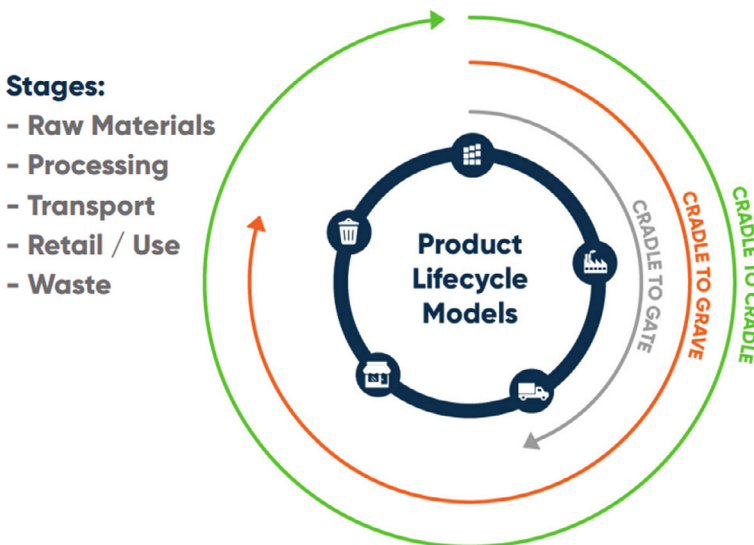 Stages:
- Raw Materials
- Processing
- Transport
- Retail / Use
- Waste
Product
Lifecycle
Models
CRADLE TO GATE
CRADLE TO GRAVE
CRADLE TO CRADLE